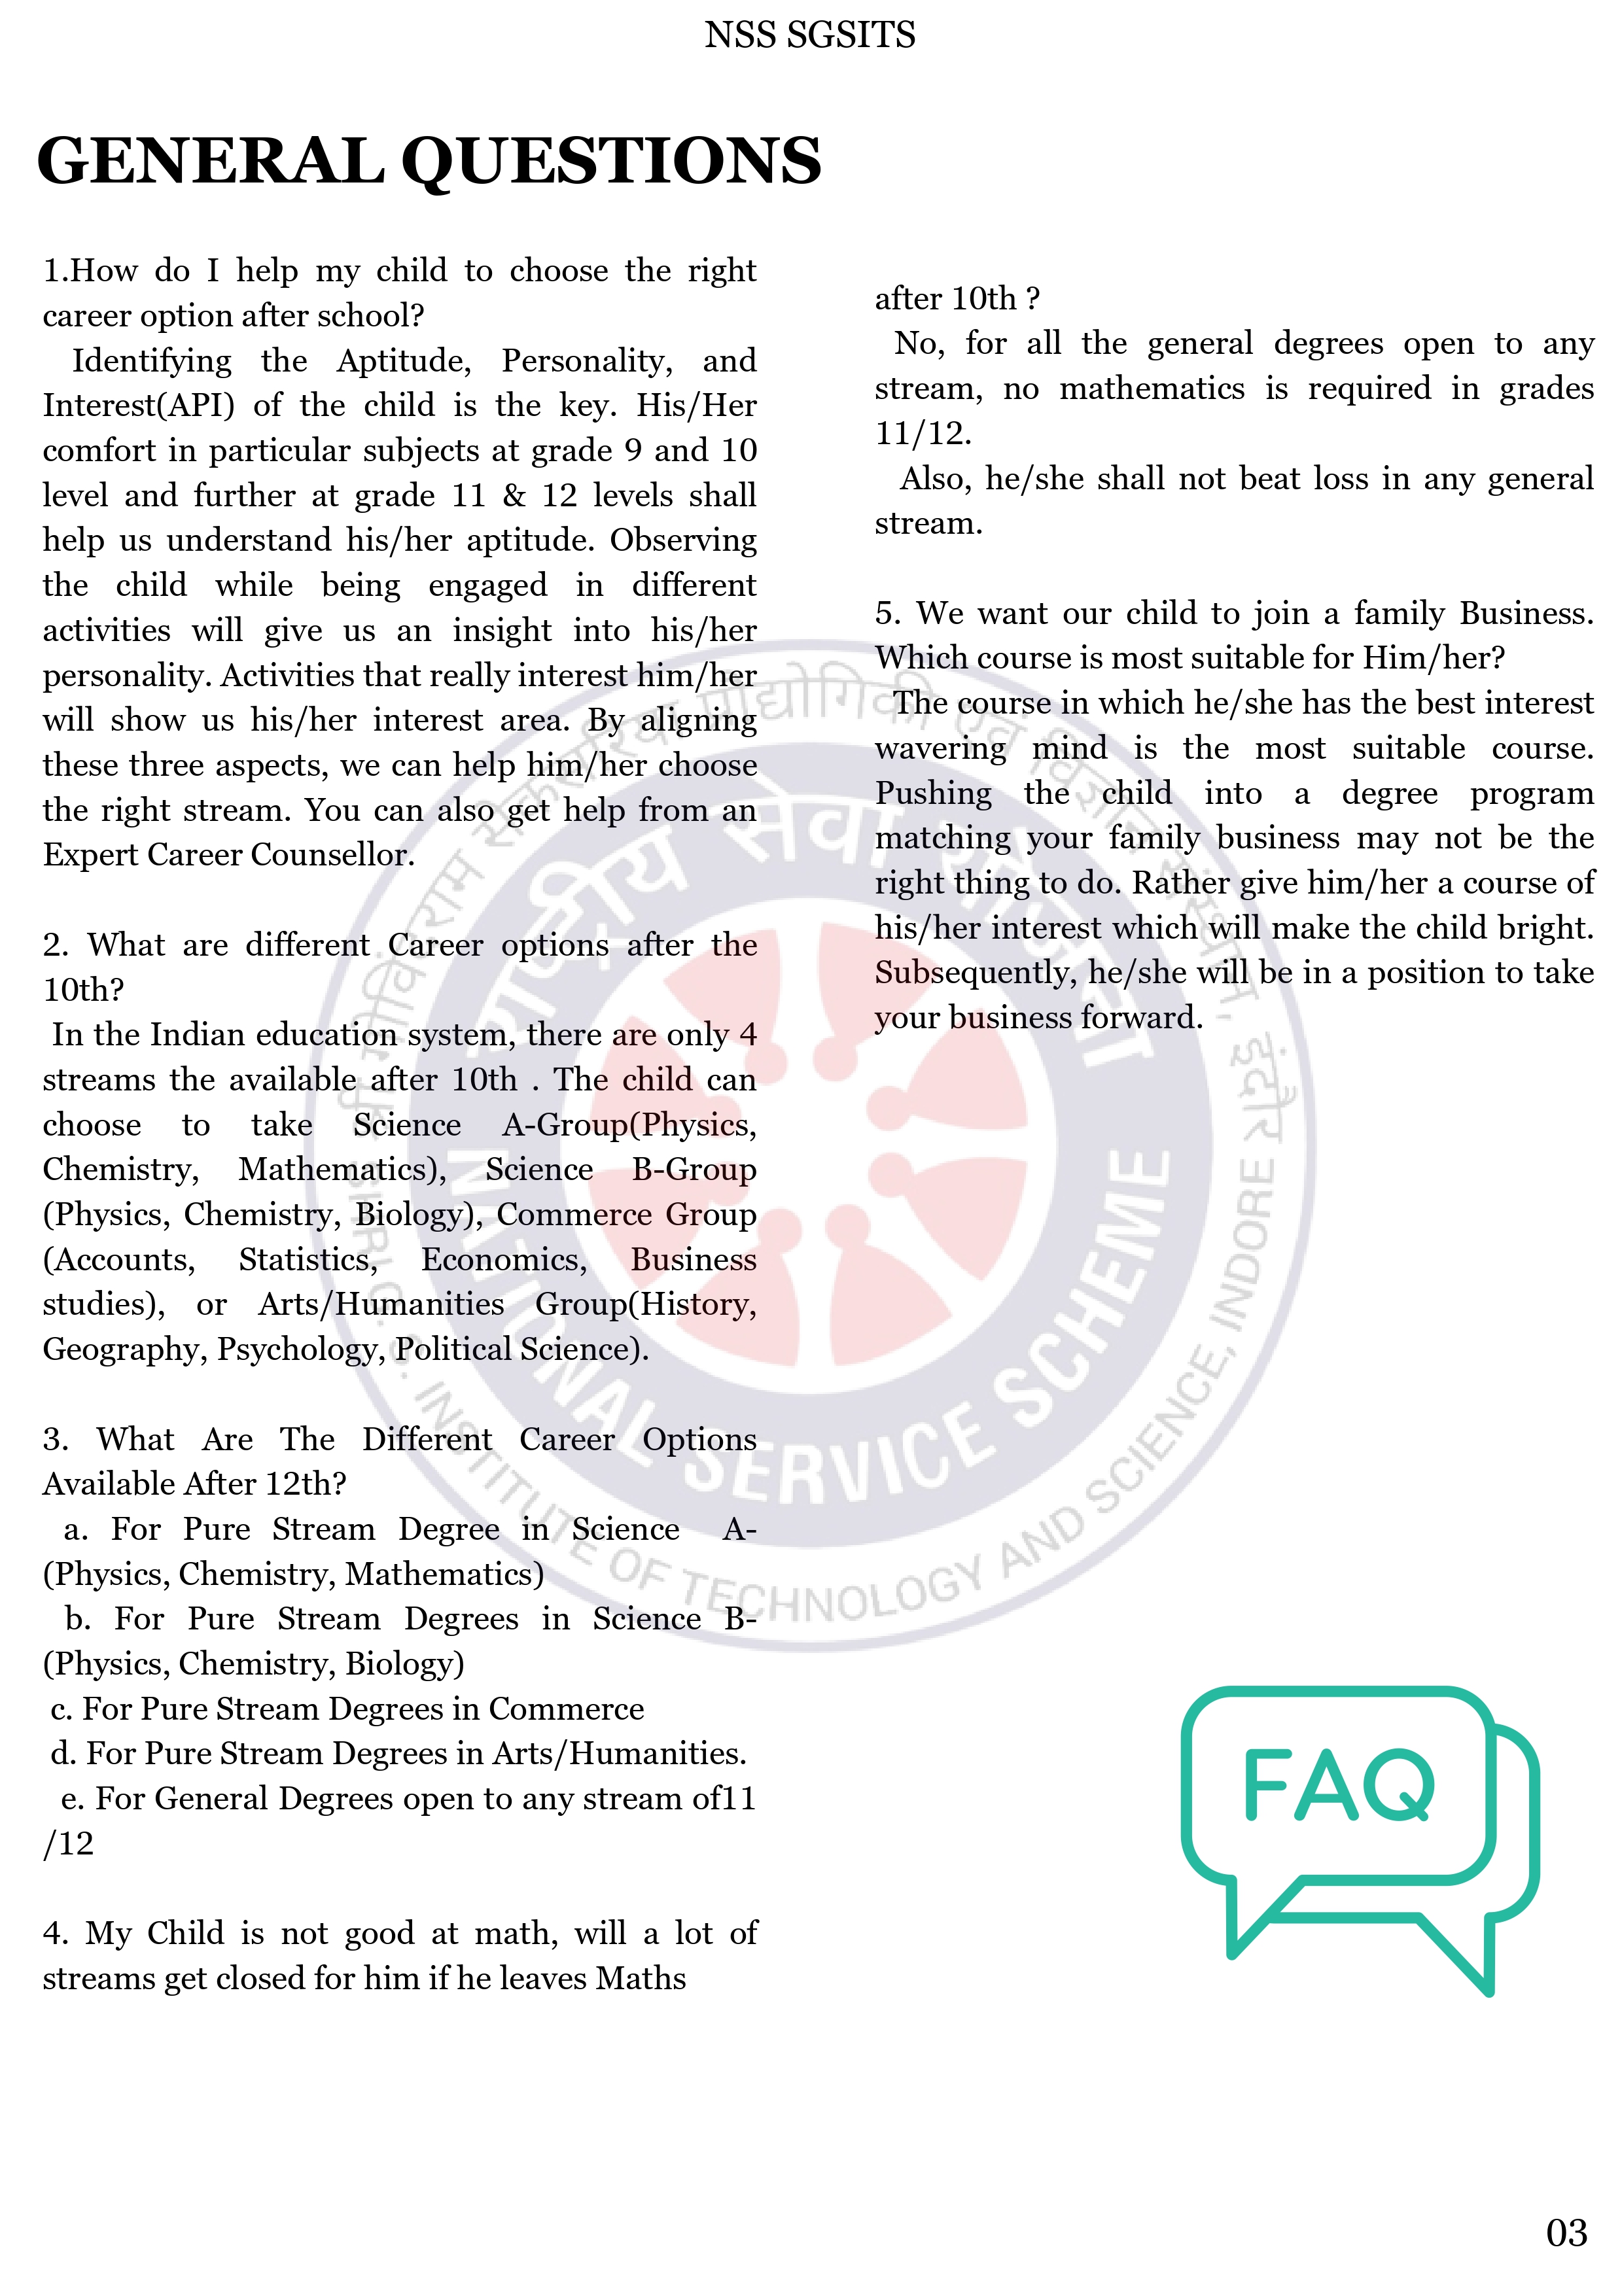 NSS SGSITS
GENERAL QUESTIONS
1.How do I help my child to choose the right
career option after school?
Identifying the Aptitude, Personality, and
Interest(API) of the child is the key. His/Her
comfort in particular subjects at grade 9 and 10
level and further at grade 11 & 12 levels shall
help us understand his/her aptitude. Observing
the child while being engaged in different
activities will give us an insight into his/her
personality. Activities that really interest him/her
will show us his/her interest area. By aligning
these three aspects, we can help him/her choose
the right stream. You can also get help from an
Expert Career Counsellor.
2. What are different Career options after the
10th?
In the Indian education system, there are only 4
streams the available after 10th . The child can
choose to take Science A-Group(Physics,
Chemistry, Mathematics), Science B-Group
(Physics, Chemistry, Biology), Commerce Group
(Accounts, Statistics, Economics, Business
studies), or Arts/Humanities Group(History,
Geography, Psychology, Political Science).
3. What Are The Different Career Options
Available After 12th?
a. For Pure Stream Degree in Science A-
(Physics, Chemistry, Mathematics)
b. For Pure Stream Degrees in Science B-
(Physics, Chemistry, Biology)
c. For Pure Stream Degrees in Commerce
d. For Pure Stream Degrees in Arts/Humanities.
e. For General Degrees open to any stream of11
/12
4. My Child is not good at math, will a lot of
streams get closed for him if he leaves Maths
after 10th ?
No, for all the general degrees open to any
stream, no mathematics is required in grades
11/12.
Also, he/she shall not beat loss in any general
stream.
5. We want our child to join a family Business.
Which course is most suitable for Him/her?
The course in which he/she has the best interest
wavering mind is the most suitable course.
Pushing the child into a degree program
matching your family business may not be the
right thing to do. Rather give him/her a course of
his/her interest which will make the child bright.
Subsequently, he/she will be in a position to take
your business forward.
राष्ट्रीय सेवा योजना
NATIONAL SERVICE SCHEME
श्री गोविंदराम सेकसरिया प्रौद्योगिकी एवं विज्ञान संस्थान, इंदौर
SHRI G. S. INSTITUTE OF TECHNOLOGY AND SCIENCE, INDORE
FAQ
03